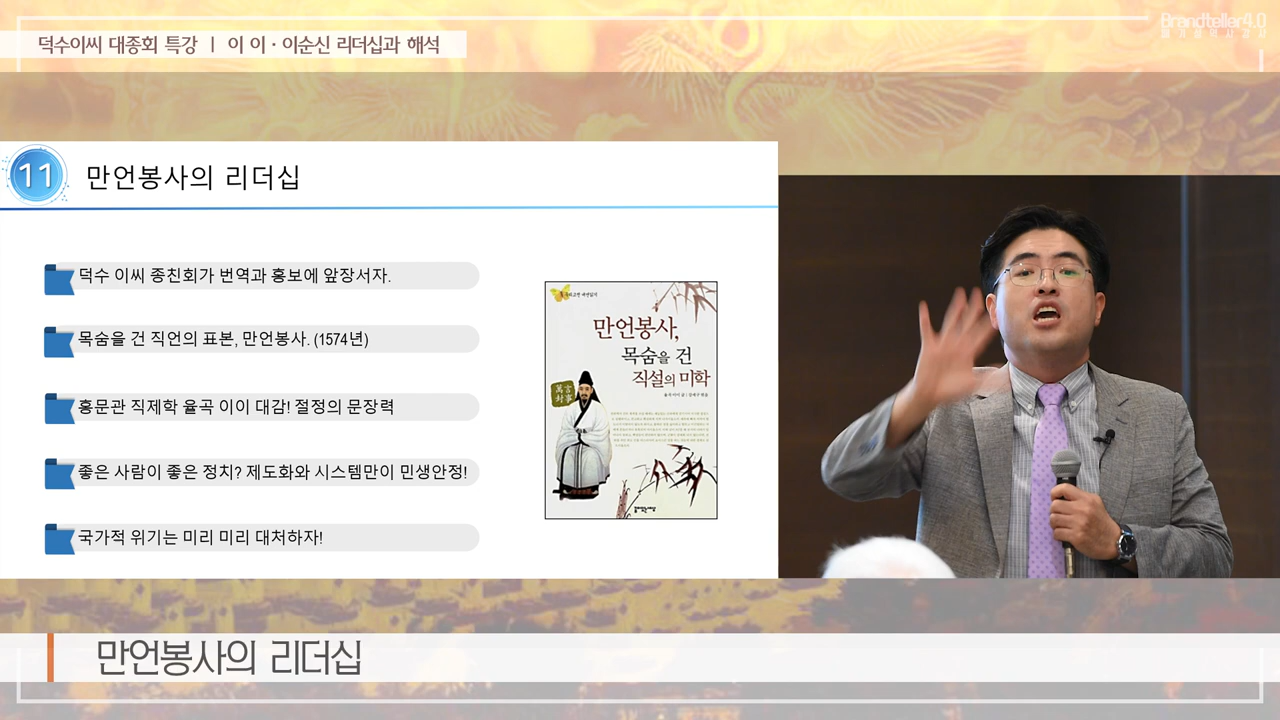 Brandteller4.0
덕수이씨 대종회 특강 | 이 이 · 이순신 리더십과 해석
11
만언봉사의 리더십
덕수 이씨 종친회가 번역과 홍보에 앞장서자.
목숨을 건 직언의 표본, 만언봉사. (1574년)
홍문관 직제학 율곡 이이 대감! 절정의 문장력
좋은 사람이 좋은 정치? 제도화와 시스템만이 민생안정!
국가적 위기는 미리 미리 대처하자!
만언봉사,
목숨을 건
직설의 미학
萬言
封事
만언봉사의 리더십